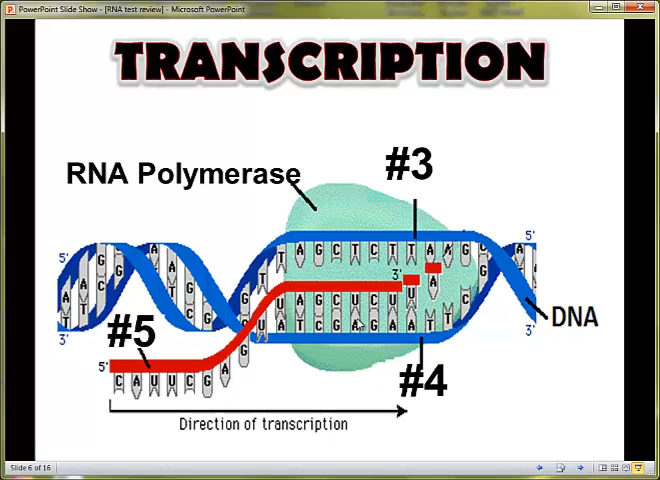 PowerPoint Slide Show - [RNA test review] - Microsoft PowerPoint
TRANSCRIPTION
#3
RNA Polymerase
5'
5'
A G C T C T T A A G
3'
A G C U C U U
A
DNA
T C G A G A A T T
#5
3'
3'
5'
#4
C A U U C G A G
Direction of transcription
Slide 6 of 16